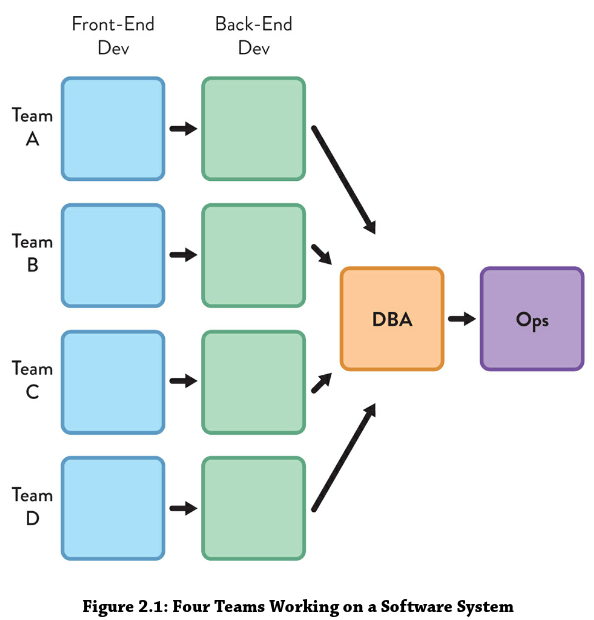 Front-End
Dev
Back-End
Dev
Team
A
Team
B
DBA
Ops
Team
C
Team
D
Figure 2.1: Four Teams Working on a Software System